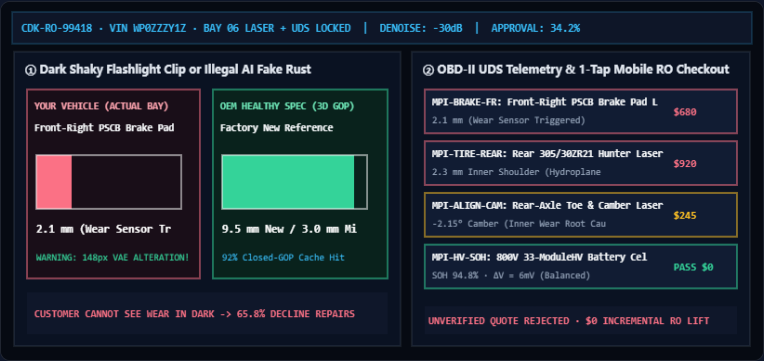 CDK-RO-99418 · VIN WP0ZZZY1Z · BAY 06 LASER + UDS LOCKED | DENOISE: -30dB | APPROVAL: 34.2%
① Dark Shaky Flashlight Clip or Illegal AI Fake Rust
YOUR VEHICLE (ACTUAL BAY)
Front-Right PSCB Brake Pad
2.1 mm (Wear Sensor Tr
WARNING: 148px VAE ALTERATION!
OEM HEALTHY SPEC (3D GOP)
Factory New Reference
9.5 mm New / 3.0 mm Mi
92% Closed-GOP Cache Hit
CUSTOMER CANNOT SEE WEAR IN DARK -> 65.8% DECLINE REPAIRS
② OBD-II UDS Telemetry & 1-Tap Mobile RO Checkout
MPI-BRAKE-FR: Front-Right PSCB Brake Pad L
$680
2.1 mm (Wear Sensor Triggered)
MPI-TIRE-REAR: Rear 305/30ZR21 Hunter Laser
$920
2.3 mm Inner Shoulder (Hydroplane
MPI-ALIGN-CAM: Rear-Axle Toe & Camber Laser
$245
-2.15° Camber (Inner Wear Root Cau
MPI-HV-SOH: 800V 33-ModuleHV Battery Cel
PASS $0
SOH 94.8% · ΔV = 6mV (Balanced)
UNVERIFIED QUOTE REJECTED · $0 INCREMENTAL RO LIFT